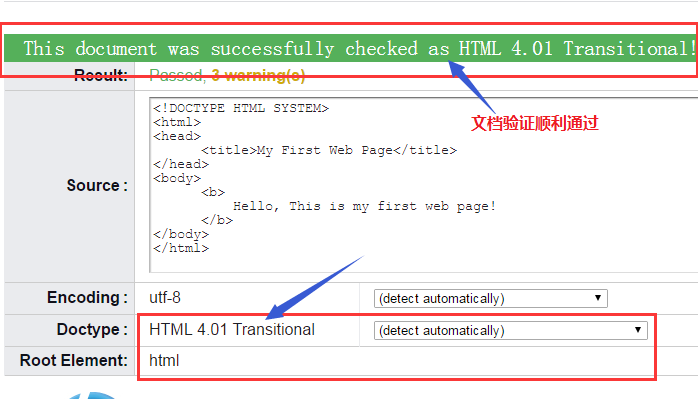 This document was successfully checked as HTML 4.01 Transitional!
Result: Passed, 3 warning(s)
文档验证顺利通过
Source :
<!DOCTYPE HTML SYSTEM>
<html>
<head>
<title>My First Web Page</title>
</head>
<body>
<b>
Hello, This is my first web page!
</b>
</body>
</html>
Encoding : utf-8 (detect automatically)
Doctype : HTML 4.01 Transitional (detect automatically)
Root Element: html